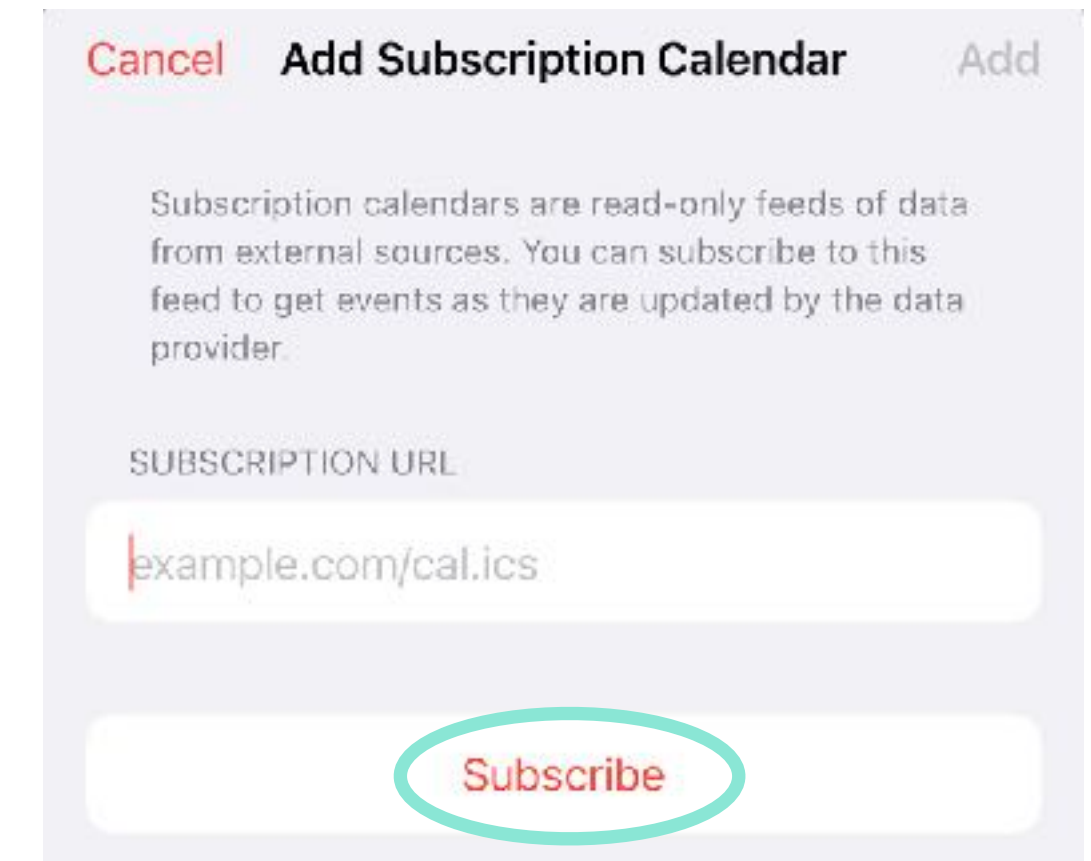 Cancel Add Subscription Calendar Add
Subscription calendars are read-only feeds of data
from external sources. You can subscribe to this
feed to get events as they are updated by the data
provider.
SUBSCRIPTION URL
example.com/cal.ics
Subscribe